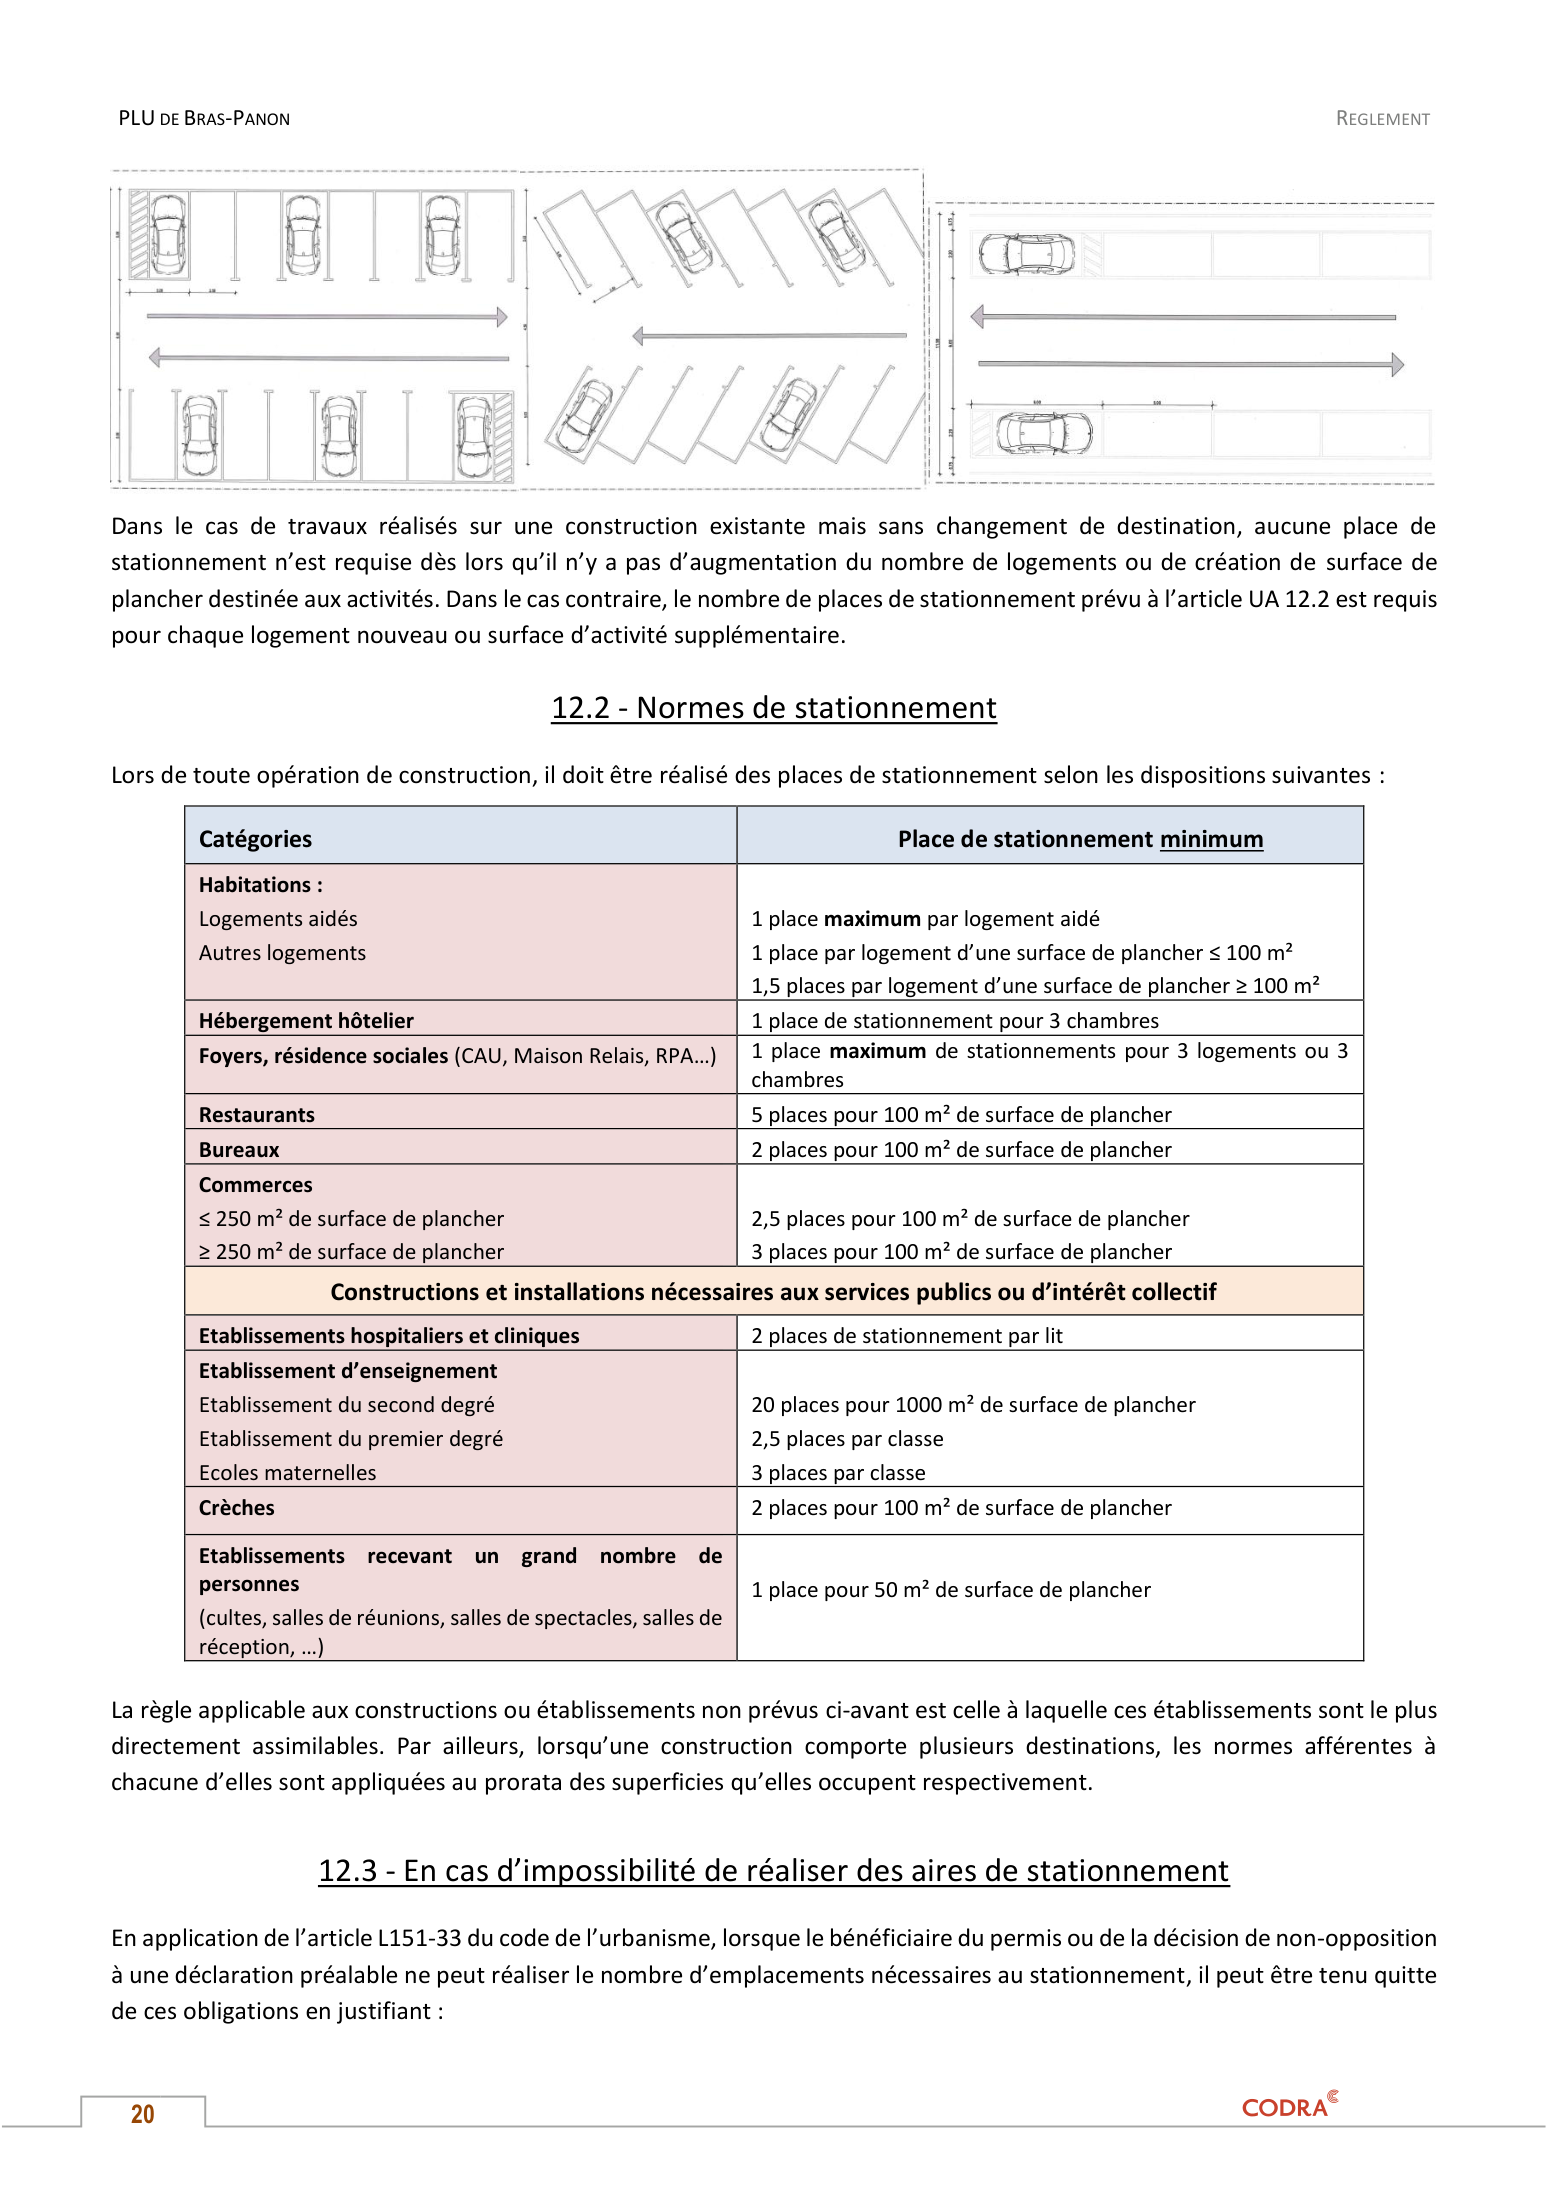 PLU DE BRAS-PANON
REGLEMENT
Dans le cas de travaux réalisés sur une construction existante mais sans changement de destination, aucune place de
stationnement n’est requise dès lors qu’il n’y a pas d’augmentation du nombre de logements ou de création de surface de
plancher destinée aux activités. Dans le cas contraire, le nombre de places de stationnement prévu à l’article UA 12.2 est requis
pour chaque logement nouveau ou surface d’activité supplémentaire.
12.2 - Normes de stationnement
Lors de toute opération de construction, il doit être réalisé des places de stationnement selon les dispositions suivantes :
Catégories
Place de stationnement minimum
Habitations :
Logements aidés
1 place maximum par logement aidé
Autres logements
1 place par logement d’une surface de plancher ≤ 100 m²
1,5 places par logement d’une surface de plancher ≥ 100 m²
Hébergement hôtelier
1 place de stationnement pour 3 chambres
Foyers, résidence sociales (CAU, Maison Relais, RPA…)
1 place maximum de stationnements pour 3 logements ou 3
chambres
Restaurants
5 places pour 100 m² de surface de plancher
Bureaux
2 places pour 100 m² de surface de plancher
Commerces
≤ 250 m² de surface de plancher
2,5 places pour 100 m² de surface de plancher
≥ 250 m² de surface de plancher
3 places pour 100 m² de surface de plancher
Constructions et installations nécessaires aux services publics ou d’intérêt collectif
Etablissements hospitaliers et cliniques
2 places de stationnement par lit
Etablissement d’enseignement
Etablissement du second degré
20 places pour 1000 m² de surface de plancher
Etablissement du premier degré
2,5 places par classe
Ecoles maternelles
3 places par classe
Crèches
2 places pour 100 m² de surface de plancher
Etablissements recevant un grand nombre de
personnes
(cultes, salles de réunions, salles de spectacles, salles de
réception, …)
1 place pour 50 m² de surface de plancher
La règle applicable aux constructions ou établissements non prévus ci-avant est celle à laquelle ces établissements sont le plus
directement assimilables. Par ailleurs, lorsqu’une construction comporte plusieurs destinations, les normes afférentes à
chacune d’elles sont appliquées au prorata des superficies qu’elles occupent respectivement.
12.3 - En cas d’impossibilité de réaliser des aires de stationnement
En application de l’article L151-33 du code de l’urbanisme, lorsque le bénéficiaire du permis ou de la décision de non-opposition
à une déclaration préalable ne peut réaliser le nombre d’emplacements nécessaires au stationnement, il peut être tenu quitte
de ces obligations en justifiant :
20
CODRA